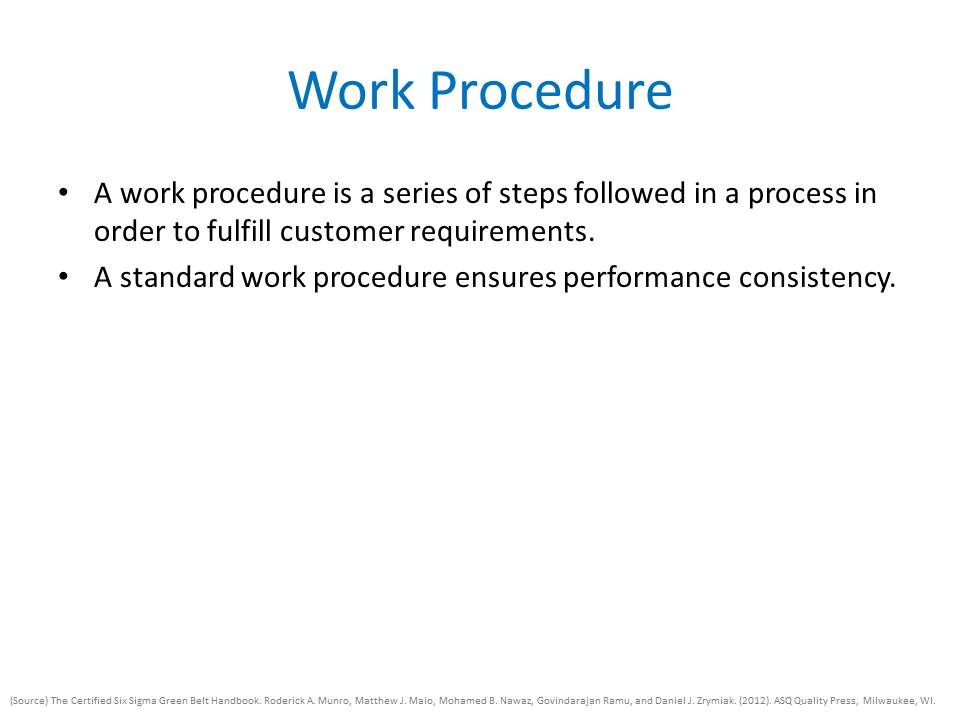 Work Procedure
• A work procedure is a series of steps followed in a process in
order to fulfill customer requirements.
• A standard work procedure ensures performance consistency.
(Source) The Certified Six Sigma Green Belt Handbook. Roderick A. Munro, Matthew J. Maio, Mohamed B. Nawaz, Govindarajan Ramu, and Daniel J. Zrymiak. (2012). ASQ Quality Press, Milwaukee, WI.